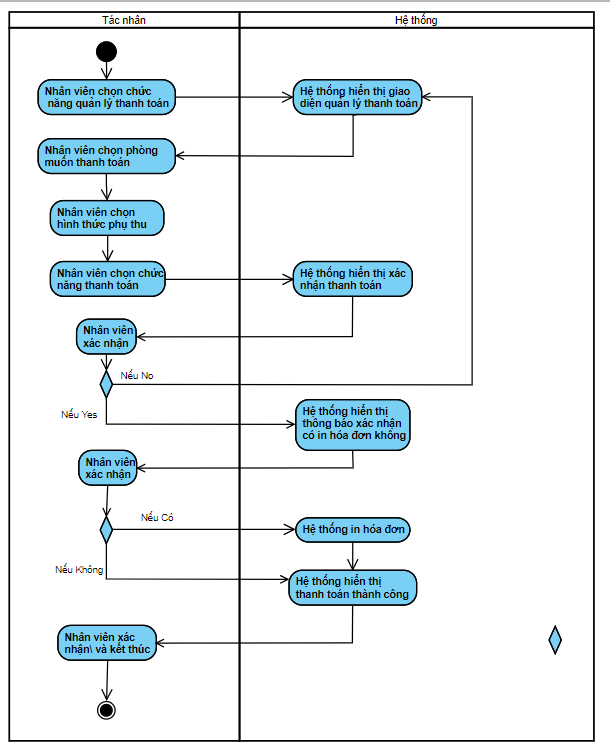 Tác nhân
Hệ thống
Nhân viên chọn chức
năng quản lý thanh toán
Hệ thống hiển thị giao
diện quản lý thanh toán
Nhân viên chọn phòng
muốn thanh toán
Nhân viên chọn
hình thức phụ thu
Nhân viên chọn chức
năng thanh toán
Hệ thống hiển thị xác
nhận thanh toán
Nhân viên
xác nhận
Nếu No
Nếu Yes
Hệ thống hiển thị
thông báo xác nhận
có in hóa đơn không
Nhân viên
xác nhận
Nếu Có
Hệ thống in hóa đơn
Nếu Không
Hệ thống hiển thị
thanh toán thành công
Nhân viên xác
nhận\ và kết thúc